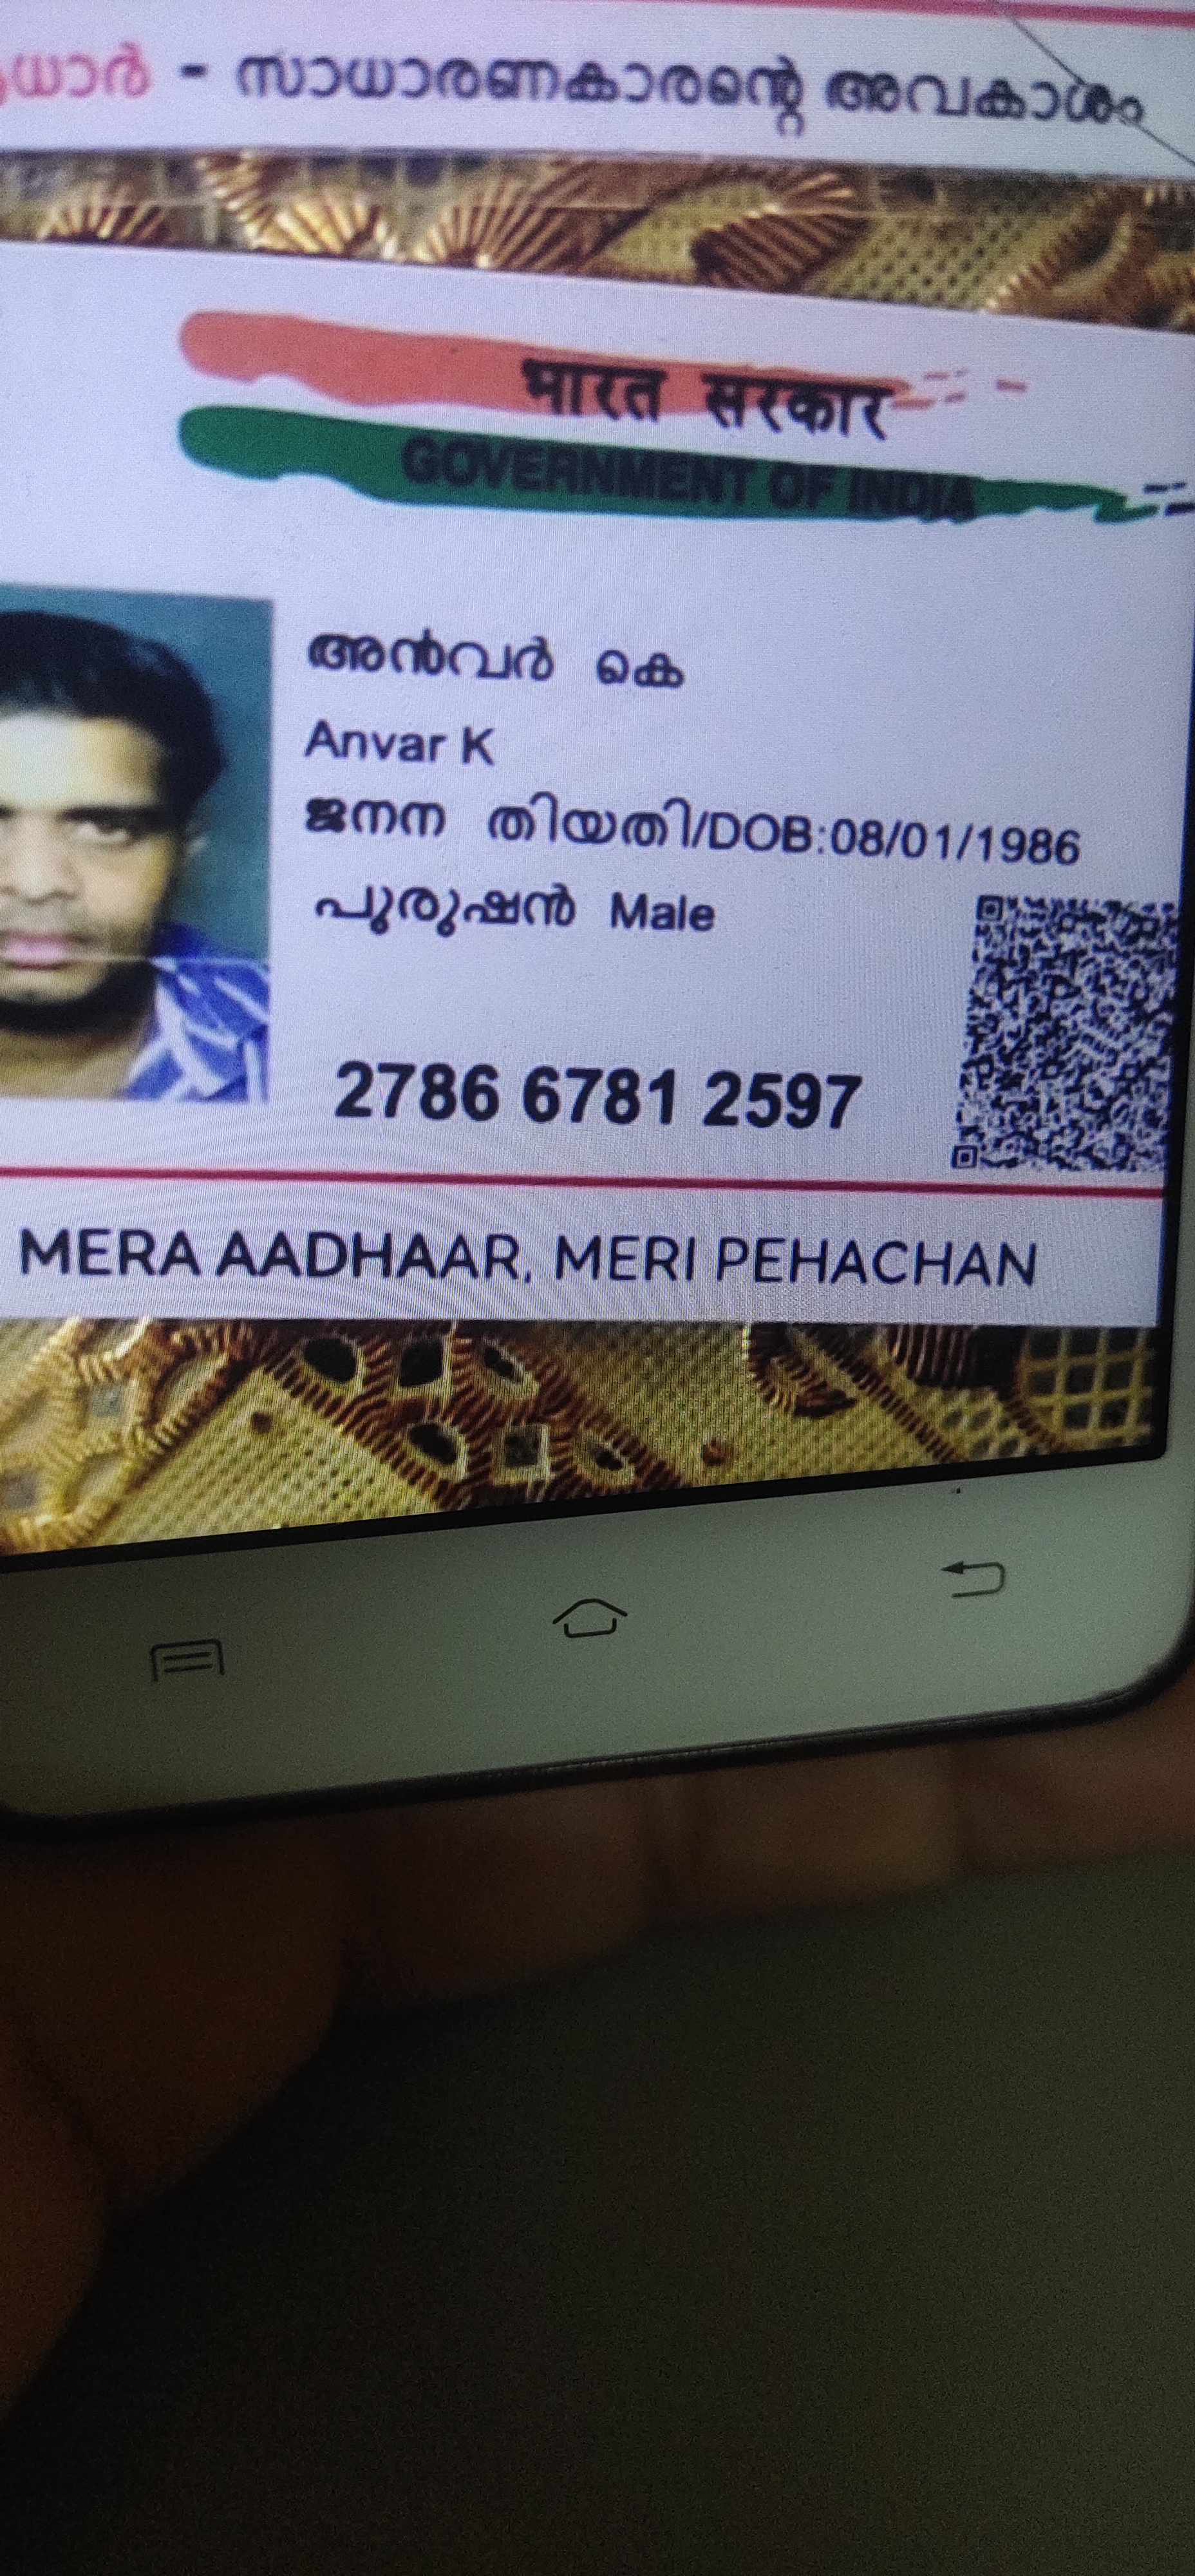 ധാർ - സാധാരണകാരന്റെ അവകാശം
भारत सरकार
GOVERNMENT OF INDIA
അൻവർ കെ
Anvar K
ജനന തിയതി/DOB:08/01/1986
പുരുഷൻ Male
2786 6781 2597
MERA AADHAAR, MERI PEHACHAN